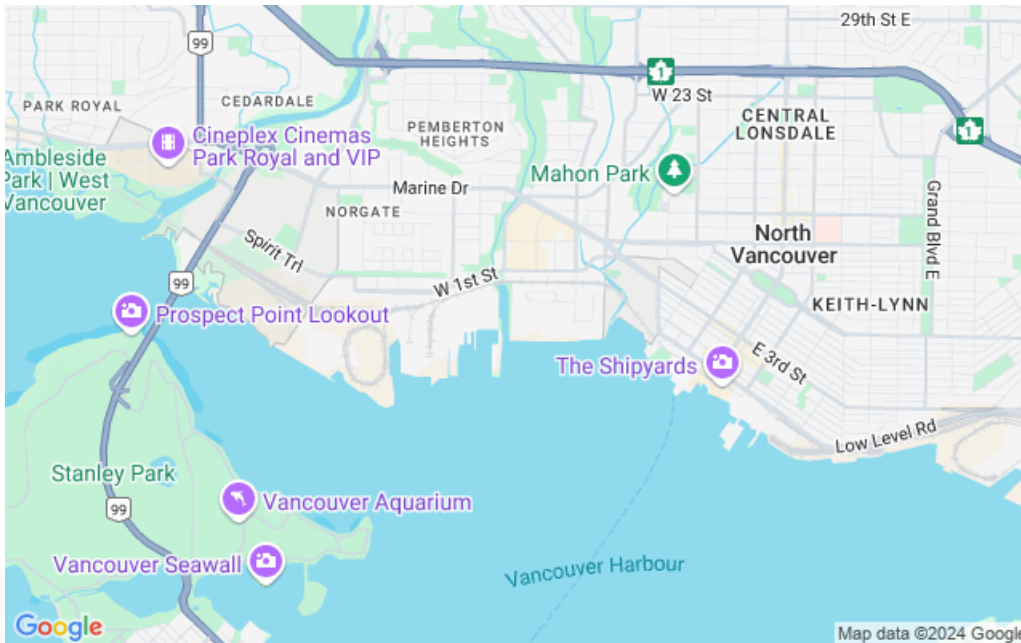 29th St E
99
1
W 23 St
PARK ROYAL
CEDARDALE
CENTRAL
LONSDALE
PEMBERTON
HEIGHTS
1
Cineplex Cinemas
Park Royal and VIP
Ambleside
Park | West
Vancouver
Mahon Park
Marine Dr
NORGATE
Grand Blvd E
North
Vancouver
Spirit Trl
W 1st St
99
KEITH-LYNN
Prospect Point Lookout
The Shipyards
E 3rd St
Low Level Rd
Stanley Park
Vancouver Aquarium
99
Vancouver Seawall
Vancouver Harbour
Google
Map data ©2024 Google